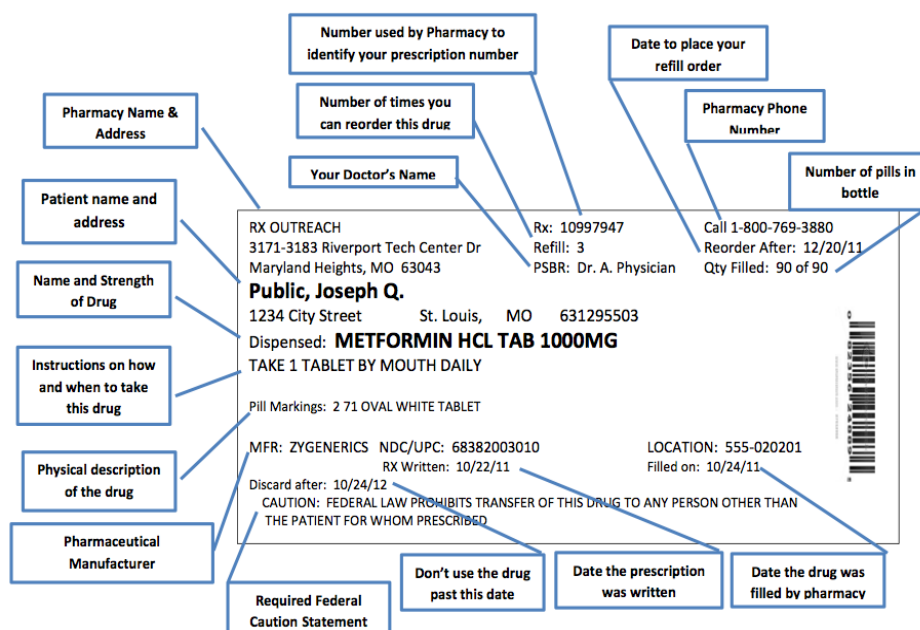 Number used by Pharmacy to
identify your prescription number
Date to place your
refill order
Number of times you
can reorder this drug
Pharmacy Phone
Number
Pharmacy Name &
Address
Your Doctor's Name
Number of pills in
bottle
Patient name and
address
RX OUTREACH
Rx: 10997947
Call 1-800-769-3880
3171-3183 Riverport Tech Center Dr
Refill: 3
Reorder After: 12/20/11
Maryland Heights, MO 63043
PSBR: Dr. A. Physician
Qty Filled: 90 of 90
Name and Strength
of Drug
Public, Joseph Q.
1234 City Street St. Louis, MO 631295503
Dispensed: METFORMIN HCL TAB 1000MG
Instructions on how
and when to take
this drug
TAKE 1 TABLET BY MOUTH DAILY
Pill Markings: 2 71 OVAL WHITE TABLET
Physical description
of the drug
MFR: ZYGENERICS NDC/UPC: 68382003010
LOCATION: 555-020201
RX Written: 10/22/11
Filled on: 10/24/11
Discard after: 10/24/12
CAUTION: FEDERAL LAW PROHIBITS TRANSFER OF THIS DRUG TO ANY PERSON OTHER THAN
THE PATIENT FOR WHOM PRESCRIBED
Pharmaceutical
Manufacturer
Don't use the drug
past this date
Date the prescription
was written
Date the drug was
filled by pharmacy
Required Federal
Caution Statement